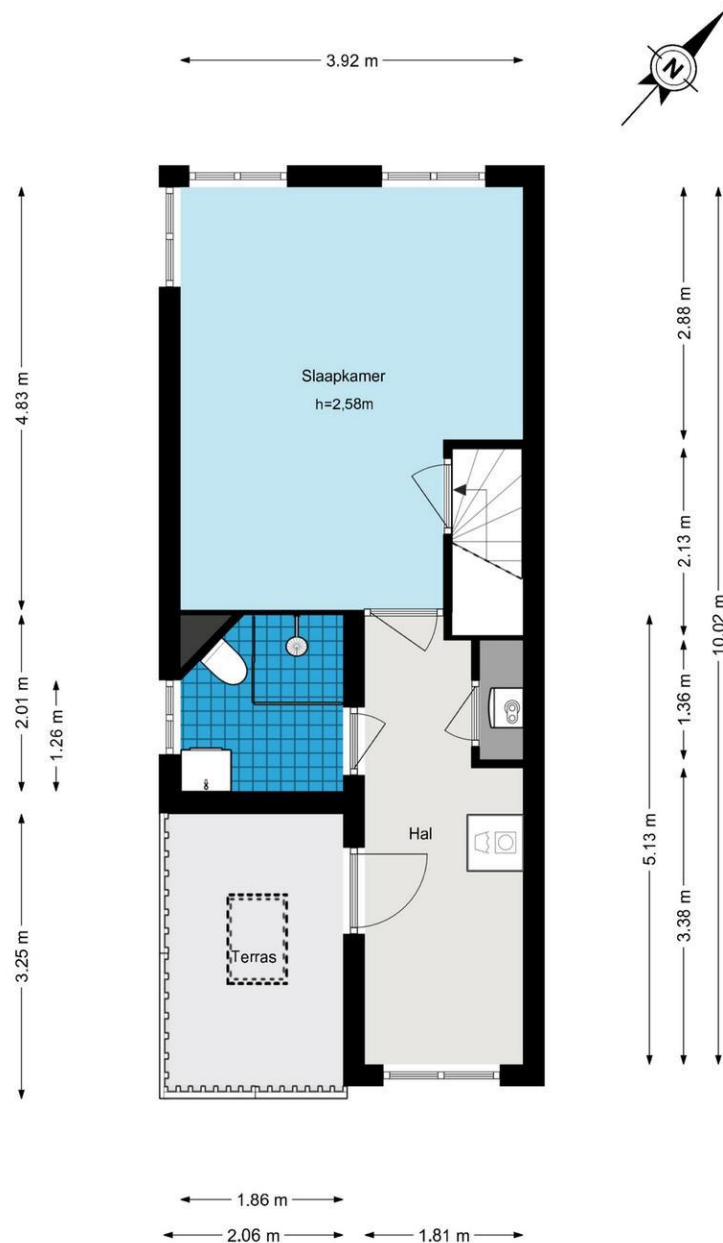 3.92 m
N
4.83 m
2.88 m
Slaapkamer
h=2,58m
2.13 m
10.02 m
2.01 m
1.26 m
1.36 m
5.13 m
Hal
3.38 m
3.25 m
Terras
1.86 m
2.06 m
1.81 m